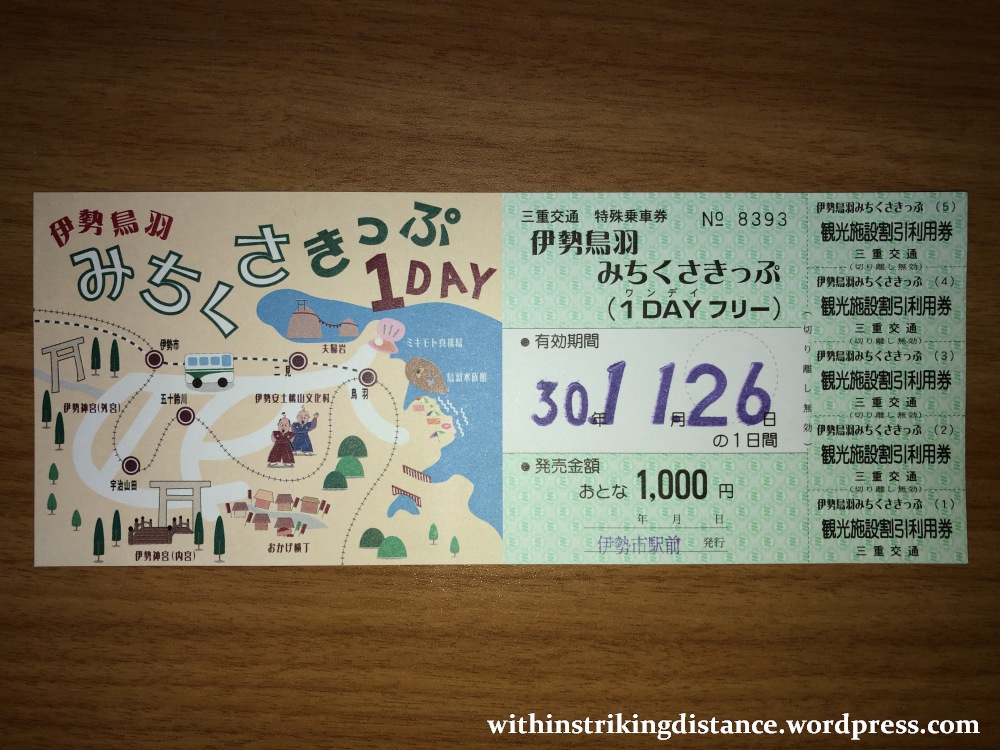 伊勢鳥羽
みちくさきっぷ
1DAY
夫婦岩
ミキモト真珠島
鳥羽水族館
伊勢市
二見
鳥羽
伊勢神宮(外宮)
五十鈴川
伊勢安土桃山文化村
宇治山田
おかげ横丁
伊勢神宮(内宮)
三重交通 特殊乗車券 № 8393
伊勢鳥羽
みちくさきっぷ
ワンデイ
(1DAYフリー)
●有効期間
30年 11月26日
の1日間
●発売金額
おとな 1,000 円
年 月 日
伊勢市駅前 発行
(切り離し無効)
伊勢鳥羽みちくさきっぷ (5)
観光施設割引利用券
三重交通
(切り離し無効)
伊勢鳥羽みちくさきっぷ (4)
観光施設割引利用券
三重交通
(切り離し無効)
伊勢鳥羽みちくさきっぷ (3)
観光施設割引利用券
三重交通
(切り離し無効)
伊勢鳥羽みちくさきっぷ (2)
観光施設割引利用券
三重交通
(切り離し無効)
伊勢鳥羽みちくさきっぷ (1)
観光施設割引利用券
三重交通
withinstrikingdistance.wordpress.com